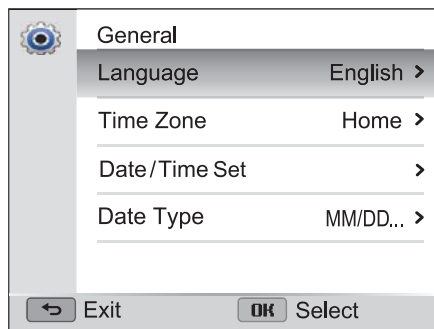 General
Language English >
Time Zone Home >
Date/Time Set >
Date Type MM/DD... >
Exit OK Select